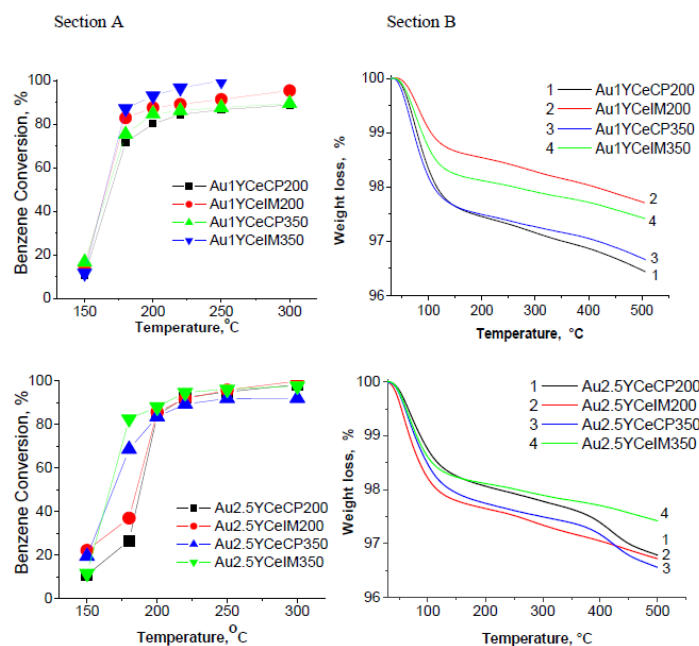 Section A
Section B
100
80
60
40
20
0
Benzene Conversion, %
Au1YCeCP200
Au1YCeIM200
Au1YCeCP350
Au1YCeIM350
150
200
250
300
Temperature,°C
100
99
98
97
96
Weight loss, %
1 Au1YCeCP200
2 Au1YCeIM200
3 Au1YCeCP350
4 Au1YCeIM350
2
4
3
1
100
200
300
400
500
Temperature, °C
100
80
60
40
20
0
Benzene Conversion, %
Au2.5YCeCP200
Au2.5YCeIM200
Au2.5YCeCP350
Au2.5YCeIM350
150
200
250
300
Temperature,°C
100
99
98
97
96
Weight loss, %
1 Au2.5YCeCP200
2 Au2.5YCeIM200
3 Au2.5YCeCP350
4 Au2.5YCeIM350
4
1
2
3
100
200
300
400
500
Temperature, °C